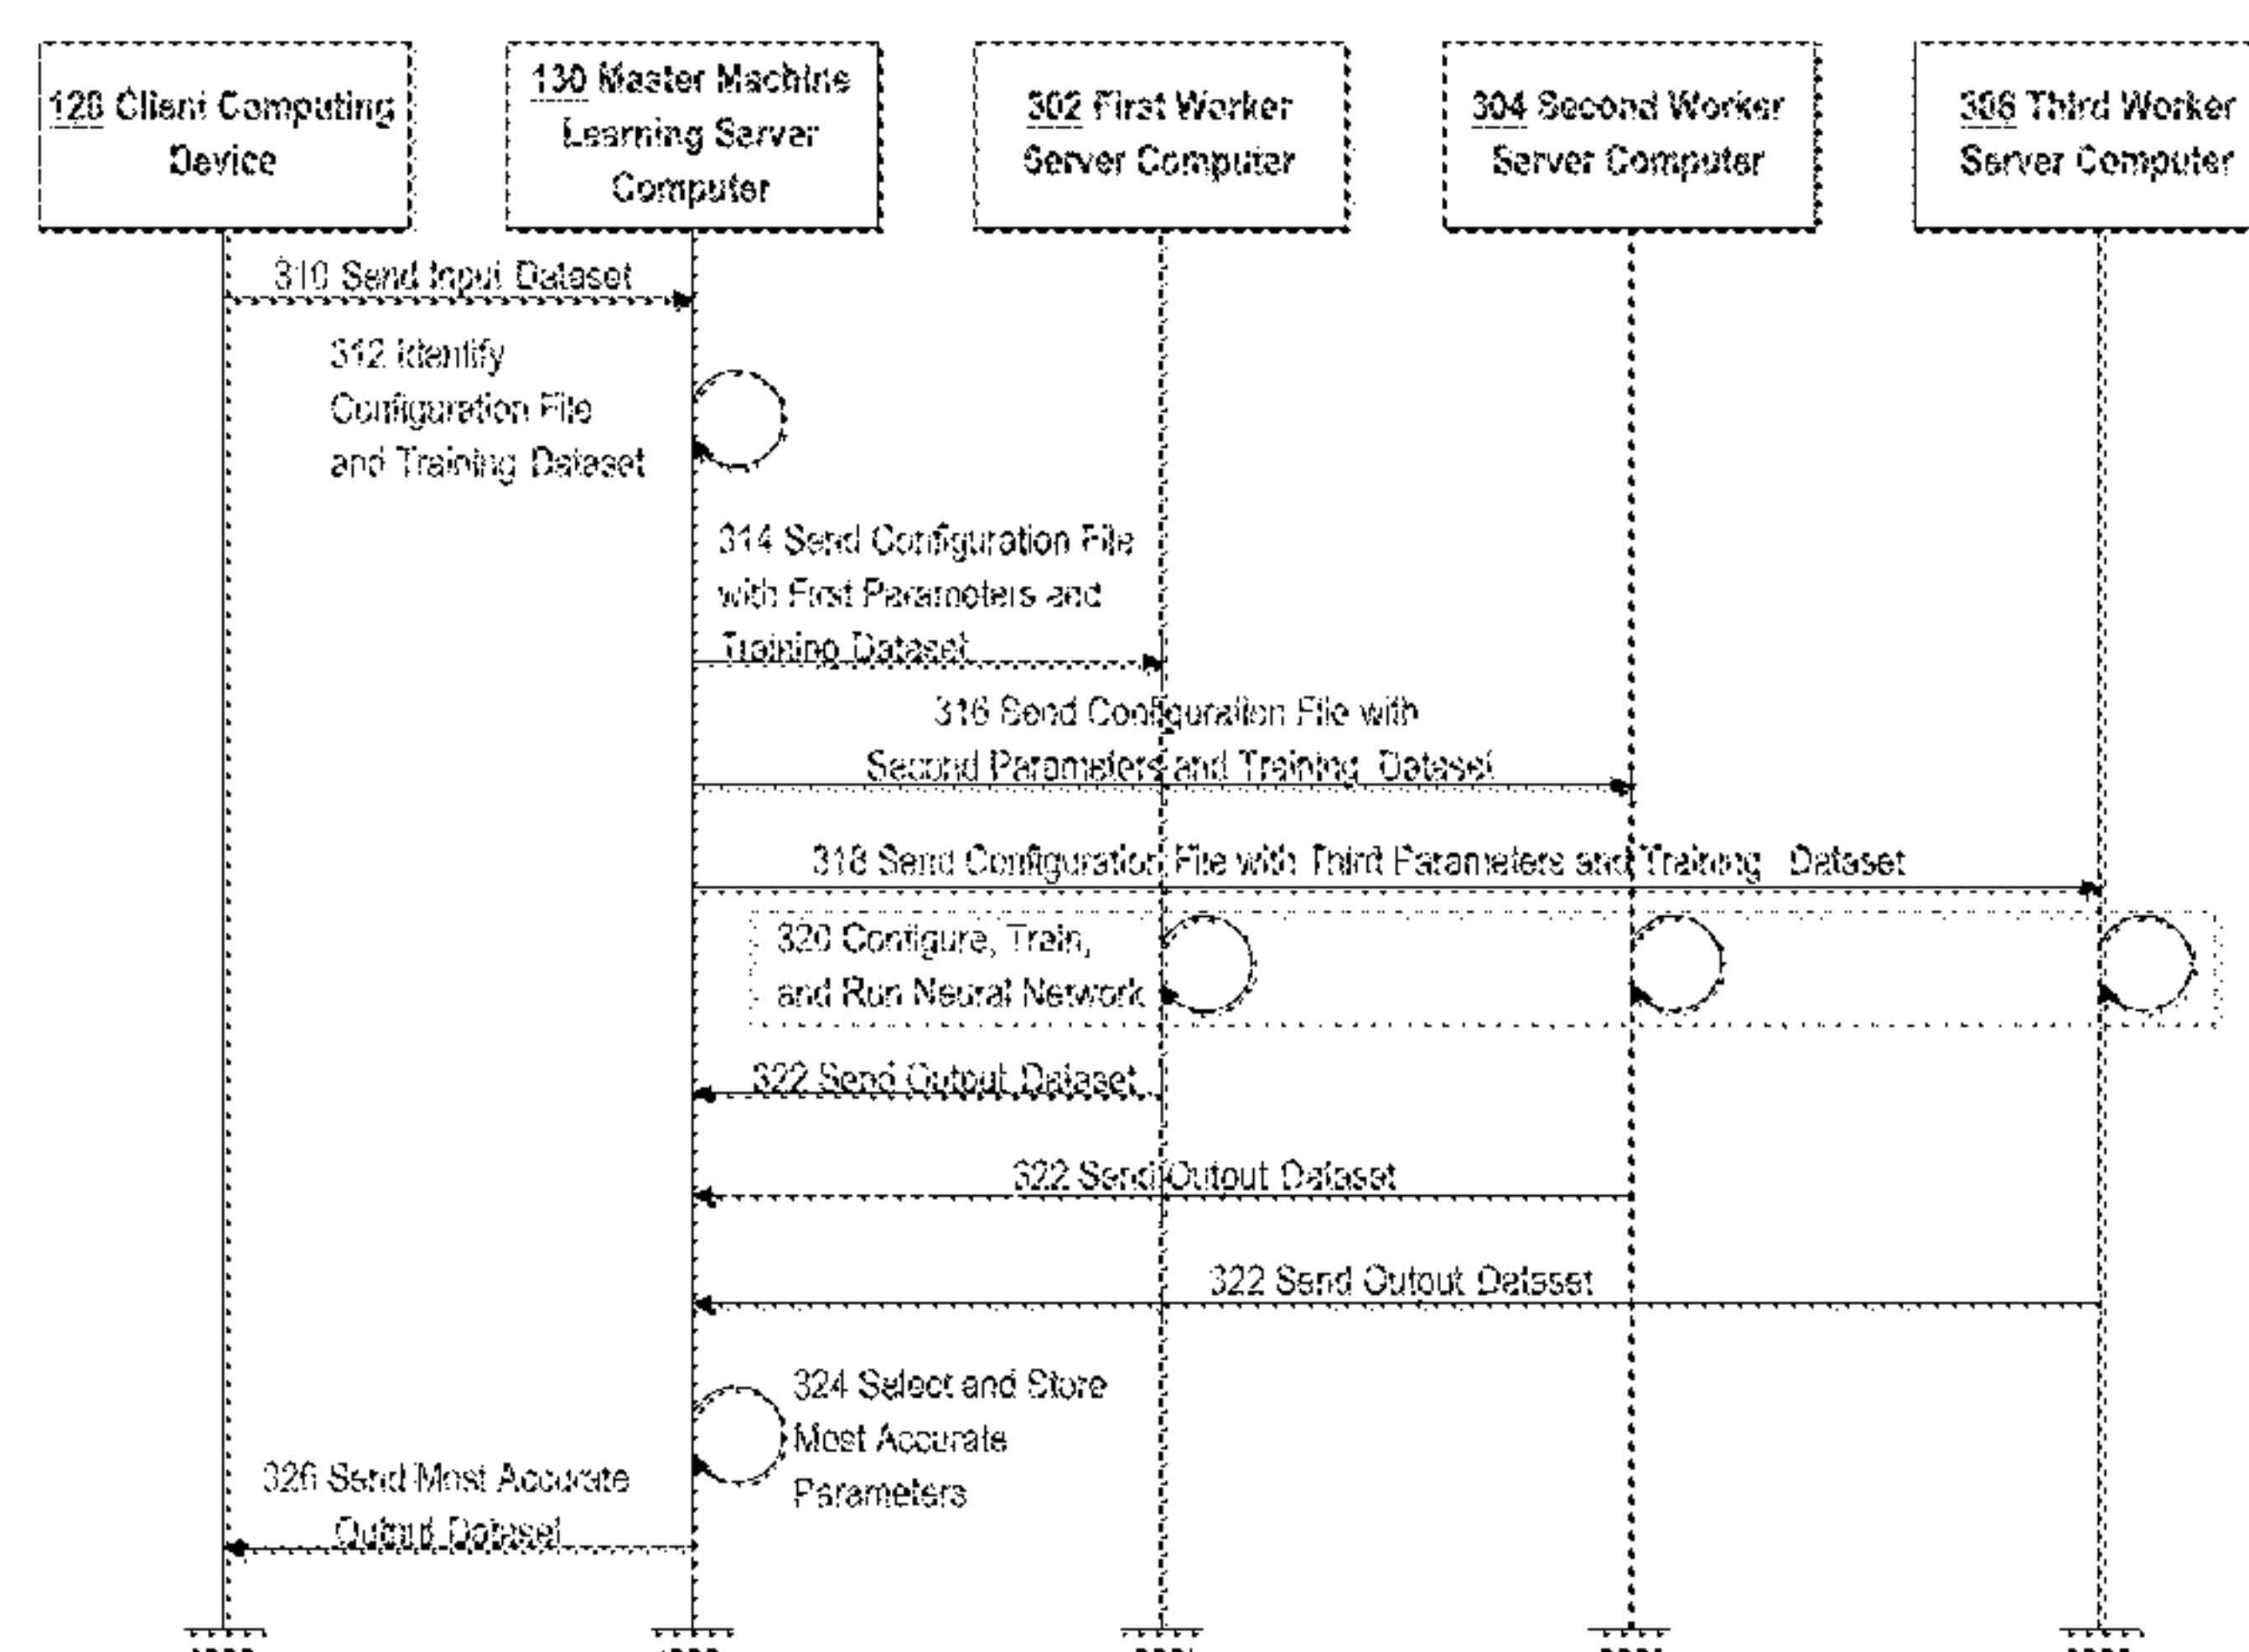 120 Client Computing
Device
130 Master Machine
Learning Server
Computer
302 First Worker
Server Computer
304 Second Worker
Server Computer
306 Third Worker
Server Computer
310 Send Input Dataset
312 Identify
Configuration File
and Training Dataset
314 Send Configuration File
with First Parameters and
Training Dataset
316 Send Configuration File with
Second Parameters and Training Dataset
318 Send Configuration File with Third Parameters and Training Dataset
320 Configure, Train,
and Run Neural Network
322 Send Output Dataset
322 Send Output Dataset
322 Send Output Dataset
324 Select and Store
Most Accurate
Parameters
326 Send Most Accurate
Output Dataset